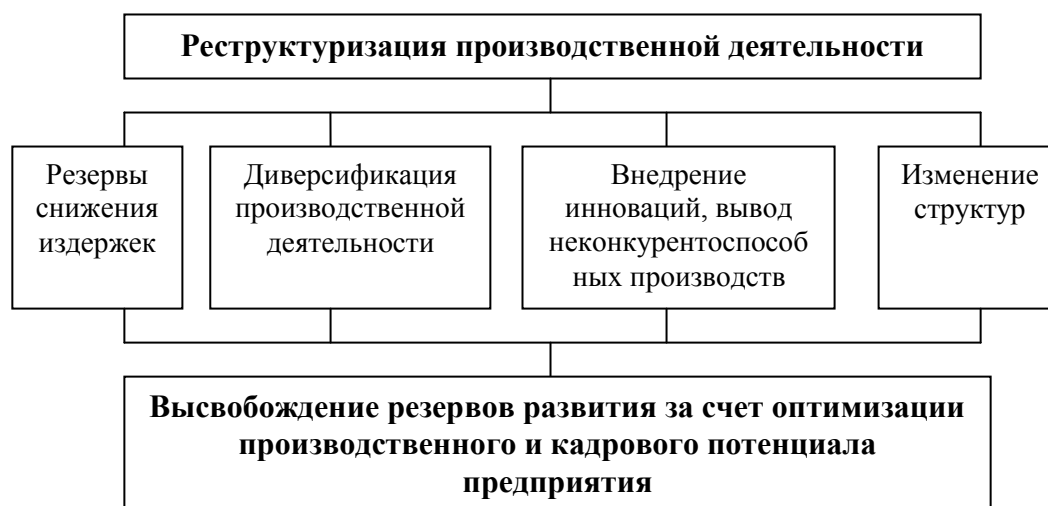 Реструктуризация производственной деятельности
Резервы
снижения
издержек
Диверсификация
производственной
деятельности
Внедрение
инноваций, вывод
неконкурентоспособ
ных производств
Изменение
структур
Высвобождение резервов развития за счет оптимизации
производственного и кадрового потенциала
предприятия